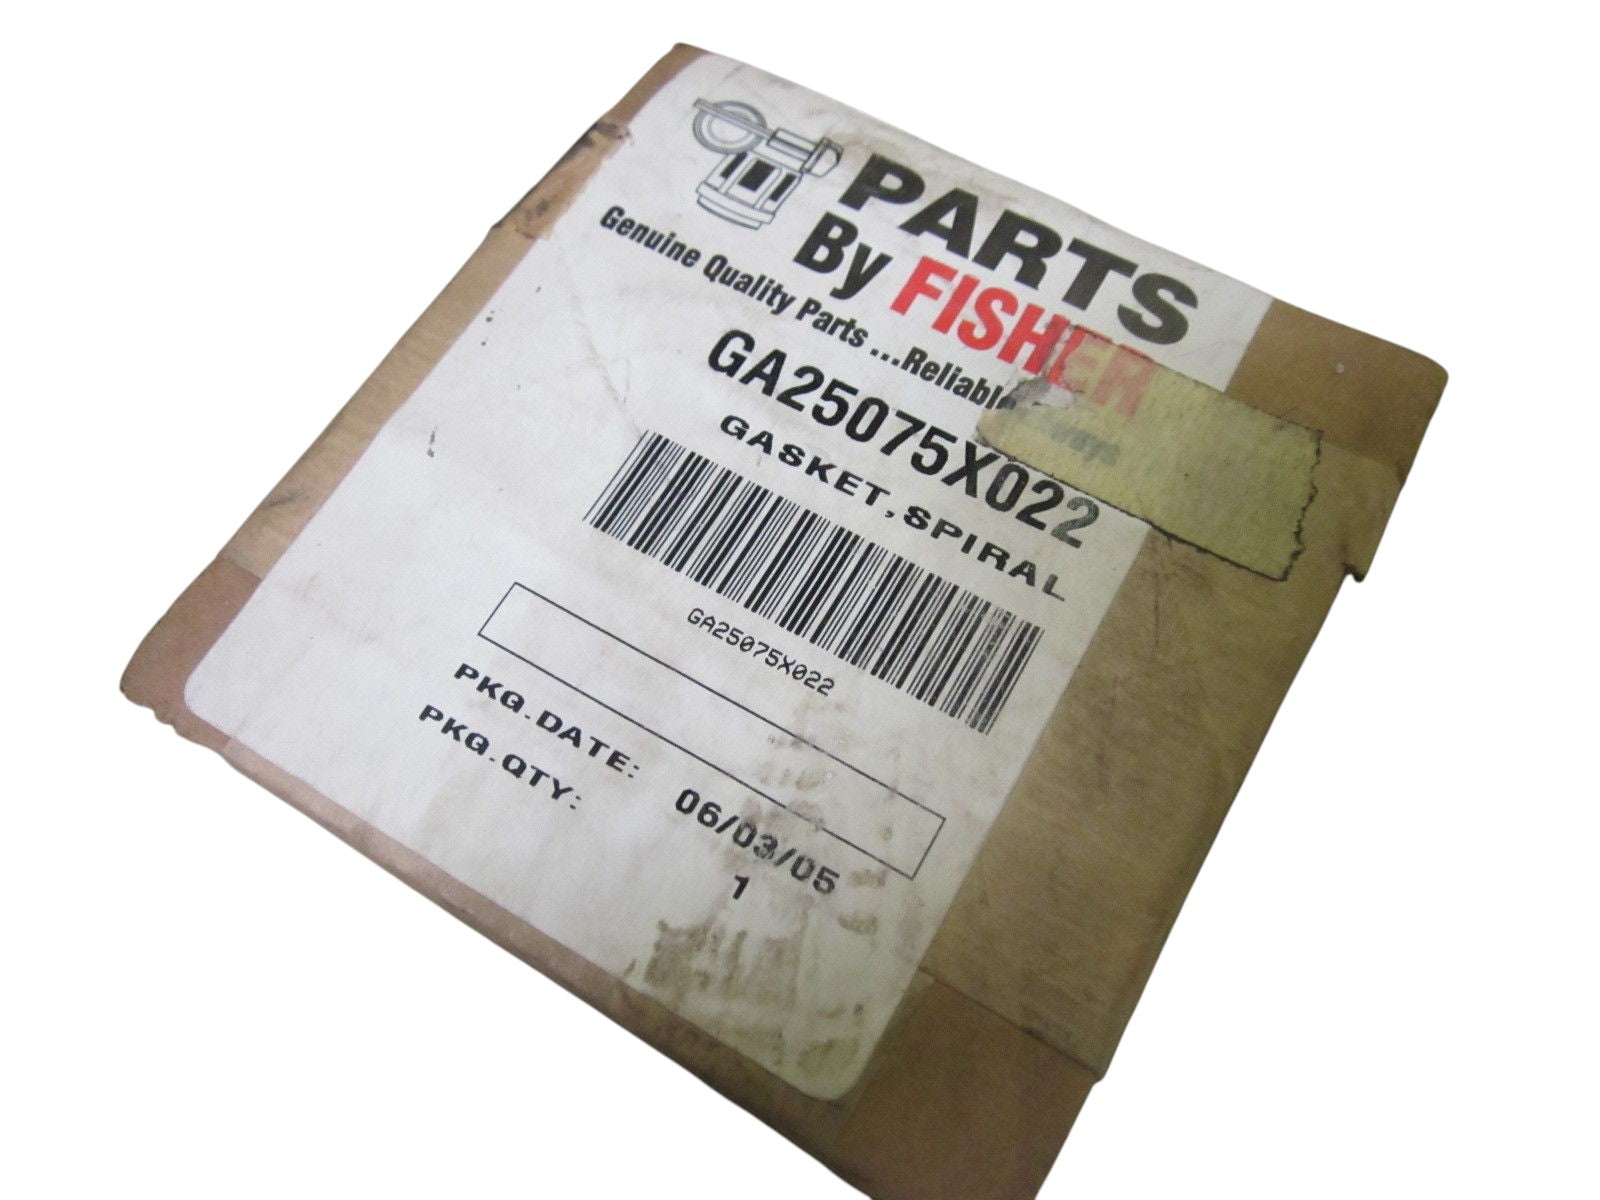 PARTS
By FISHER
Genuine Quality Parts ...Reliable Always
GA25075X022
GASKET,SPIRAL
GA25075X022
PKG.DATE: 06/03/05
PKG.QTY: 1